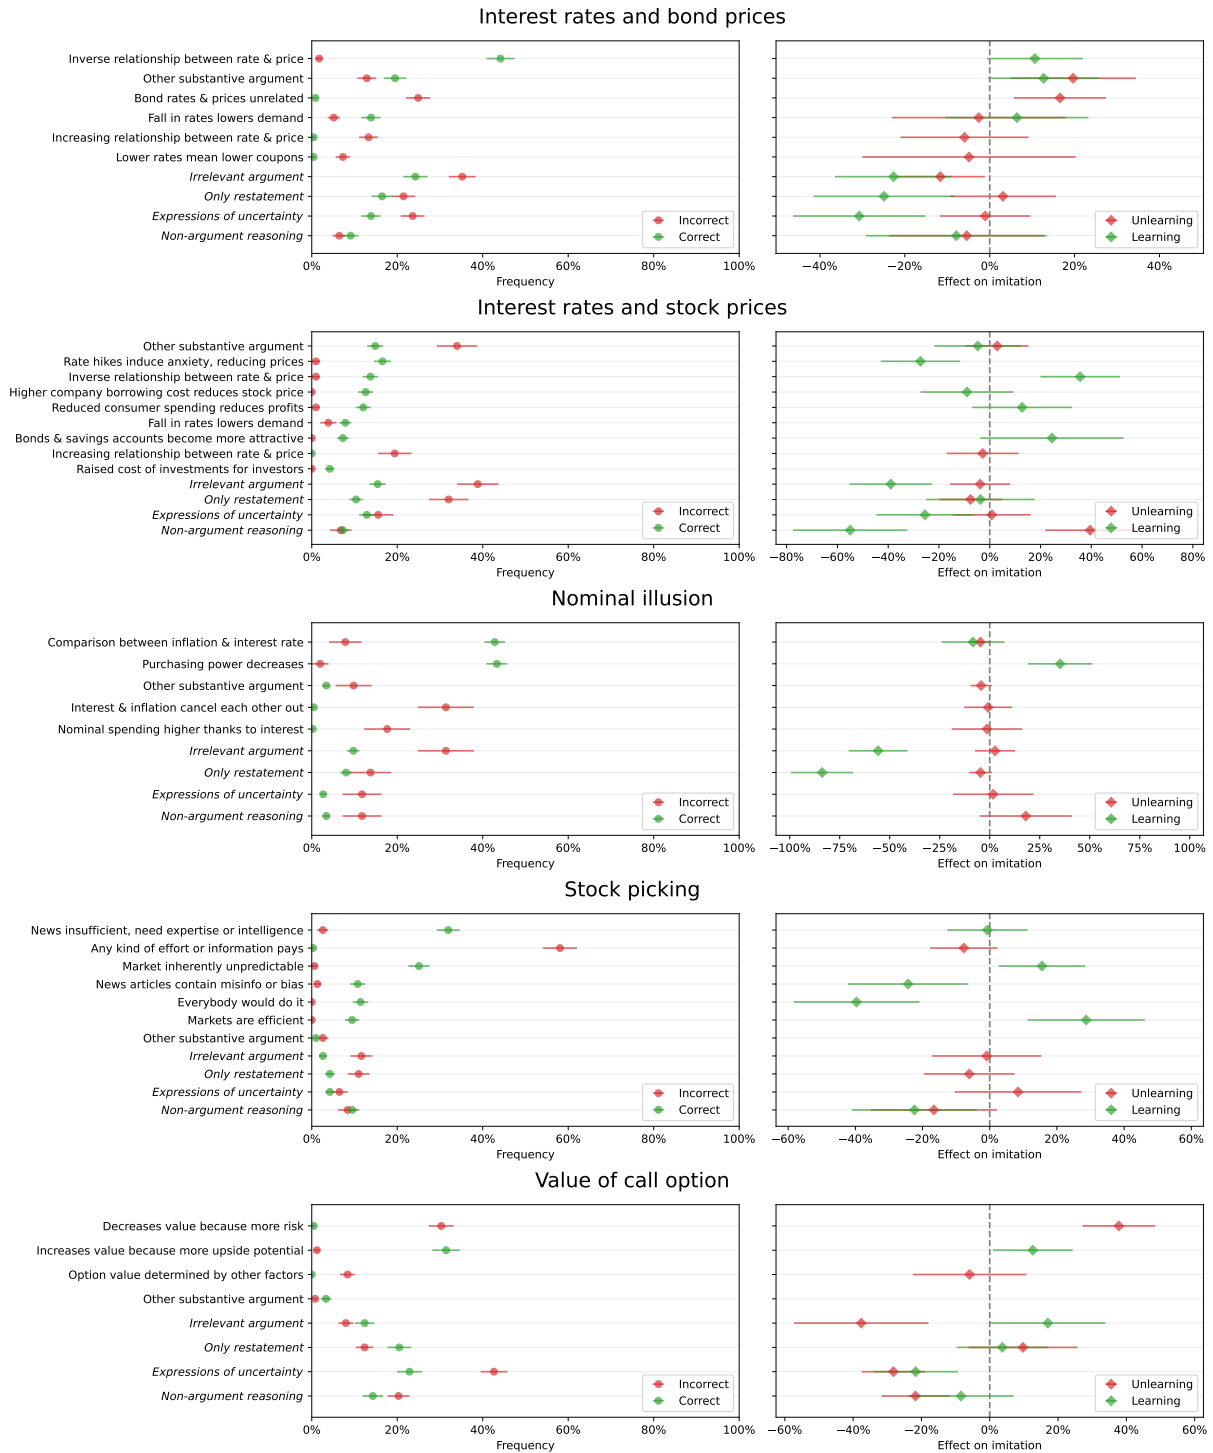 Interest rates and bond prices
Inverse relationship between rate & price
Other substantive argument
Bond rates & prices unrelated
Fall in rates lowers demand
Increasing relationship between rate & price
Lower rates mean lower coupons
Irrelevant argument
Only restatement
Expressions of uncertainty
Non-argument reasoning
Incorrect
Correct
0% 20% 40% 60% 80% 100%
Frequency
Unlearning
Learning
−40% −20% 0% 20% 40%
Effect on imitation
Interest rates and stock prices
Other substantive argument
Rate hikes induce anxiety, reducing prices
Inverse relationship between rate & price
Higher company borrowing cost reduces stock price
Reduced consumer spending reduces profits
Fall in rates lowers demand
Bonds & savings accounts become more attractive
Increasing relationship between rate & price
Raised cost of investments for investors
Irrelevant argument
Only restatement
Expressions of uncertainty
Non-argument reasoning
Incorrect
Correct
0% 20% 40% 60% 80% 100%
Frequency
Unlearning
Learning
−80% −60% −40% −20% 0% 20% 40% 60% 80%
Effect on imitation
Nominal illusion
Comparison between inflation & interest rate
Purchasing power decreases
Other substantive argument
Interest & inflation cancel each other out
Nominal spending higher thanks to interest
Irrelevant argument
Only restatement
Expressions of uncertainty
Non-argument reasoning
Incorrect
Correct
0% 20% 40% 60% 80% 100%
Frequency
Unlearning
Learning
−100% −75% −50% −25% 0% 25% 50% 75% 100%
Effect on imitation
Stock picking
News insufficient, need expertise or intelligence
Any kind of effort or information pays
Market inherently unpredictable
News articles contain misinfo or bias
Everybody would do it
Markets are efficient
Other substantive argument
Irrelevant argument
Only restatement
Expressions of uncertainty
Non-argument reasoning
Incorrect
Correct
0% 20% 40% 60% 80% 100%
Frequency
Unlearning
Learning
−60% −40% −20% 0% 20% 40% 60%
Effect on imitation
Value of call option
Decreases value because more risk
Increases value because more upside potential
Option value determined by other factors
Other substantive argument
Irrelevant argument
Only restatement
Expressions of uncertainty
Non-argument reasoning
Incorrect
Correct
0% 20% 40% 60% 80% 100%
Frequency
Unlearning
Learning
−60% −40% −20% 0% 20% 40% 60%
Effect on imitation